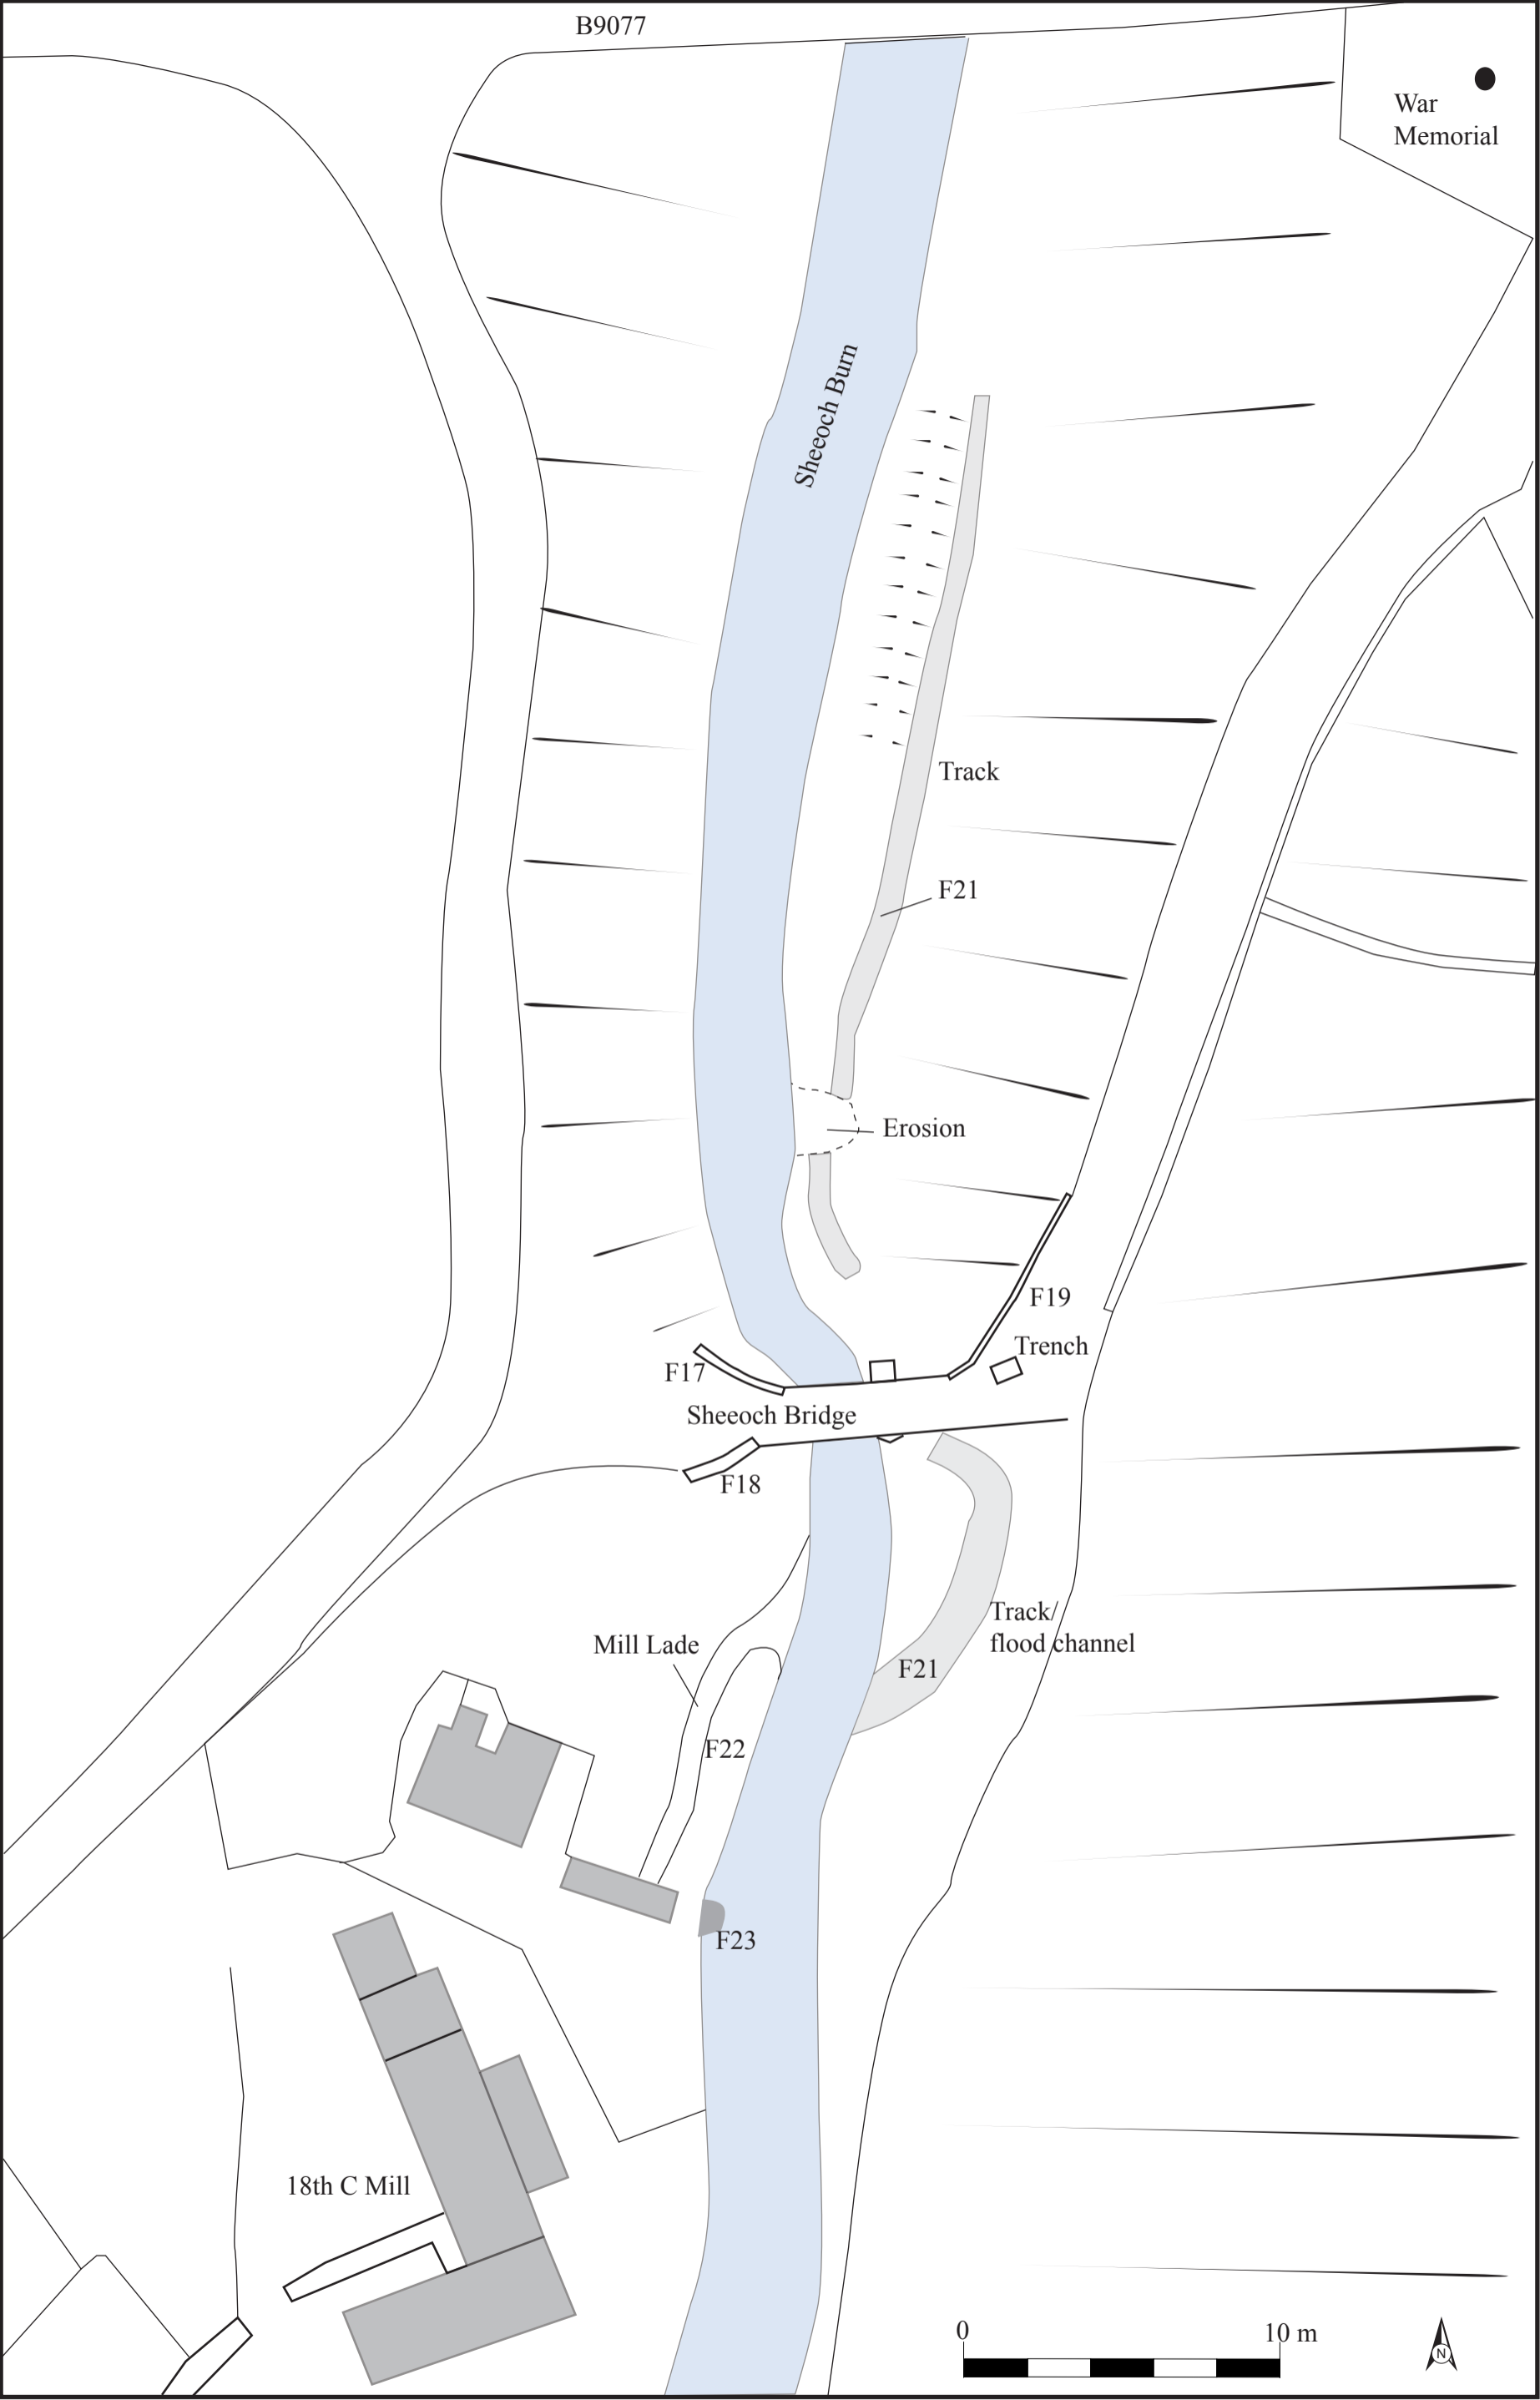 B9077
War
Memorial
Sheeoch Burn
Track
F21
Erosion
F19
Trench
F17
Sheeoch Bridge
F18
Track/
flood channel
Mill Lade
F21
F22
F23
18th C Mill
0
10 m
N